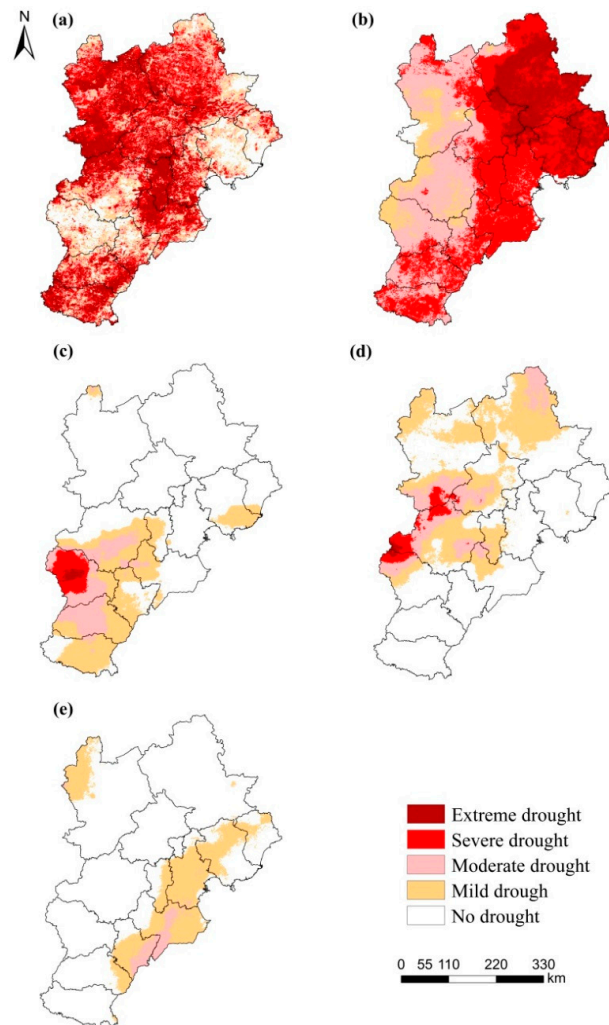 N
(a)
(b)
(c)
(d)
(e)
Extreme drought
Severe drought
Moderate drought
Mild drough
No drought
0 55 110 220 330
km